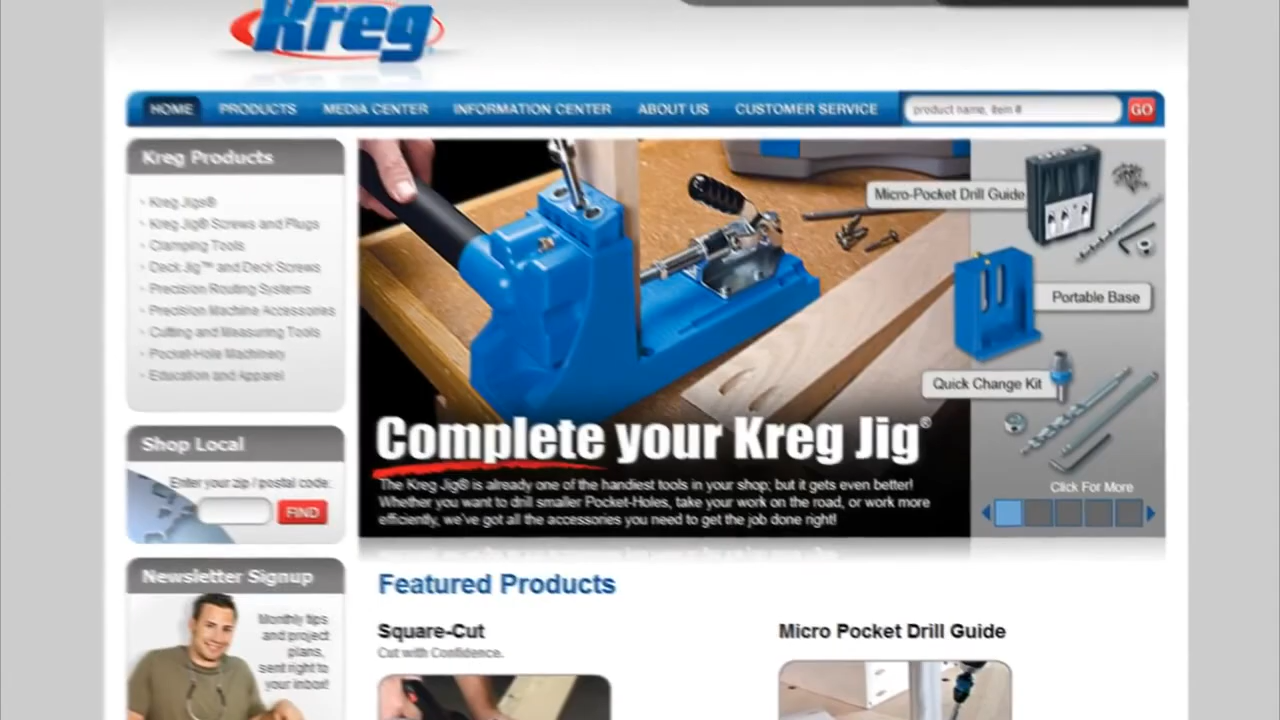 Kreg
HOME PRODUCTS MEDIA CENTER INFORMATION CENTER ABOUT US CUSTOMER SERVICE product name, item # GO
Kreg Products
Kreg Jigs®
Kreg Jig® Screws and Plugs
Clamping Tools
Deck Jig™ and Deck Screws
Precision Routing Systems
Precision Machine Accessories
Cutting and Measuring Tools
Pocket-Hole Machinery
Education and Apparel
Shop Local
Enter your zip / postal code:
FIND
Newsletter Signup
Monthly tips
and project
plans,
sent right to
your inbox!
Micro-Pocket Drill Guide
Portable Base
Quick Change Kit
Complete your Kreg Jig®
The Kreg Jig® is already one of the handiest tools in your shop; but it gets even better!
Whether you want to drill smaller Pocket-Holes, take your work on the road, or work more
efficiently, we've got all the accessories you need to get the job done right!
Click For More
Featured Products
Square-Cut
Cut with Confidence.
Micro Pocket Drill Guide